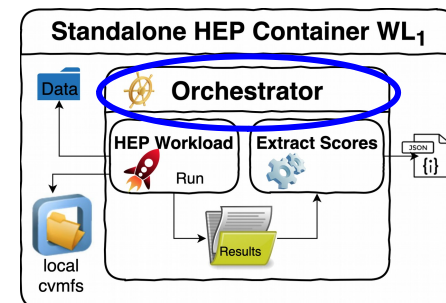 Standalone HEP Container WL1
Data
Orchestrator
HEP Workload
Extract Scores
Run
JSON
{i}
Results
local
cvmfs